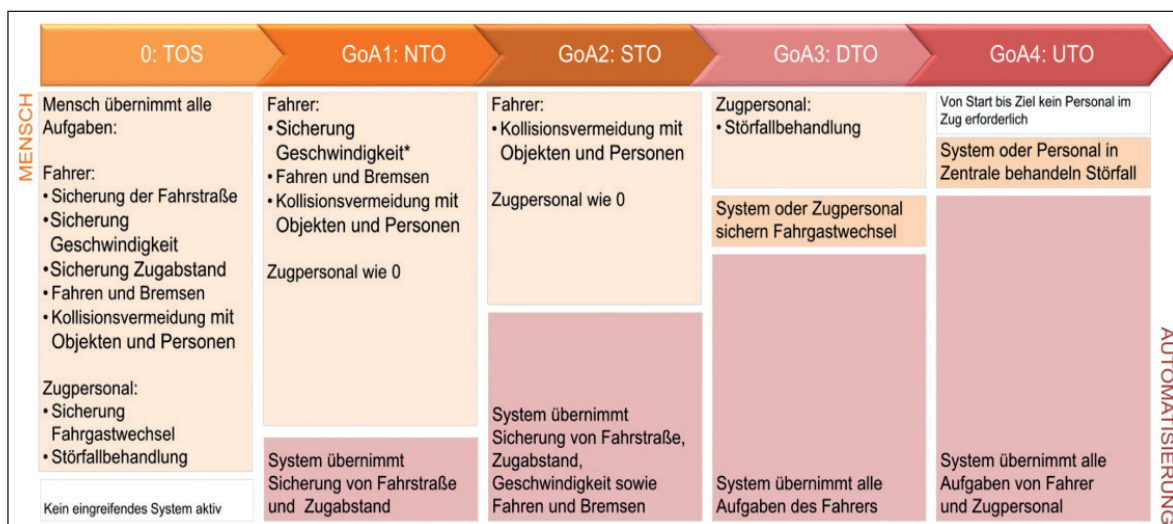 0: TOS
GoA1: NTO
GoA2: STO
GoA3: DTO
GoA4: UTO
MENSCH
Mensch übernimmt alle
Aufgaben:
Fahrer:
• Sicherung der Fahrstraße
• Sicherung
Geschwindigkeit
• Sicherung Zugabstand
• Fahren und Bremsen
• Kollisionsvermeidung mit
Objekten und Personen
Zugpersonal:
• Sicherung
Fahrgastwechsel
• Störfallbehandlung
Kein eingreifendes System aktiv
Fahrer:
• Sicherung
Geschwindigkeit*
• Fahren und Bremsen
• Kollisionsvermeidung mit
Objekten und Personen
Zugpersonal wie 0
System übernimmt
Sicherung von Fahrstraße
und Zugabstand
Fahrer:
• Kollisionsvermeidung mit
Objekten und Personen
Zugpersonal wie 0
System übernimmt
Sicherung von Fahrstraße,
Zugabstand,
Geschwindigkeit sowie
Fahren und Bremsen
Zugpersonal:
• Störfallbehandlung
System oder Zugpersonal
sichern Fahrgastwechsel
System übernimmt alle
Aufgaben des Fahrers
Von Start bis Ziel kein Personal im
Zug erforderlich
System oder Personal in
Zentrale behandeln Störfall
System übernimmt alle
Aufgaben von Fahrer
und Zugpersonal
AUTOMATISIERUNG